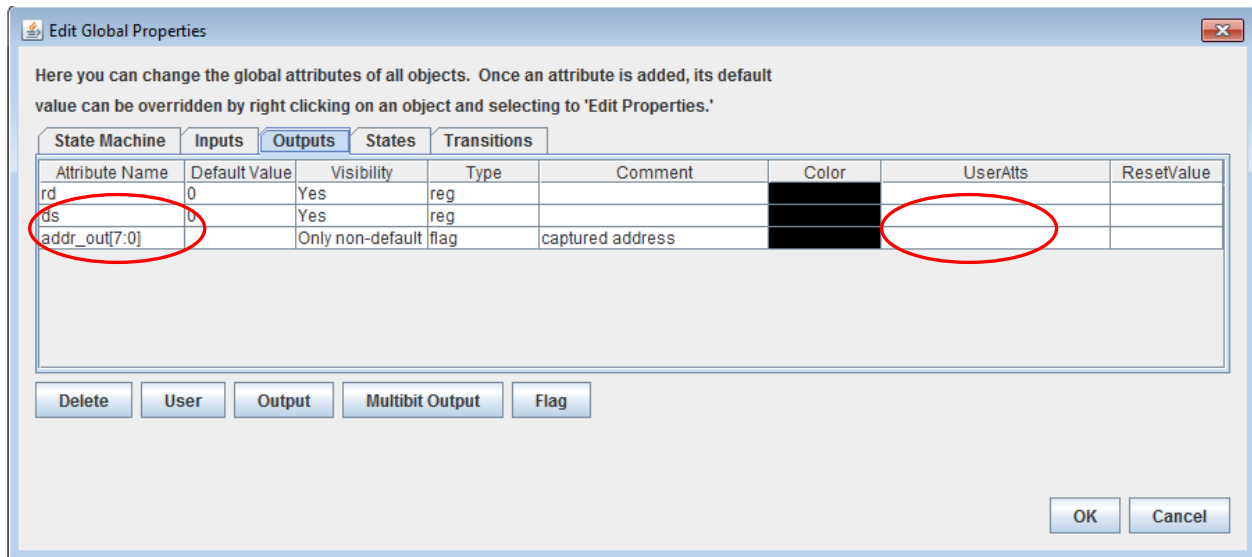 Edit Global Properties
Here you can change the global attributes of all objects.  Once an attribute is added, its default
value can be overridden by right clicking on an object and selecting to 'Edit Properties.'
State Machine Inputs Outputs States Transitions
Attribute Name Default Value Visibility Type Comment Color UserAtts ResetValue
rd 0 Yes reg
ds 0 Yes reg
addr_out[7:0] Only non-default flag captured address
Delete User Output Multibit Output Flag
OK Cancel